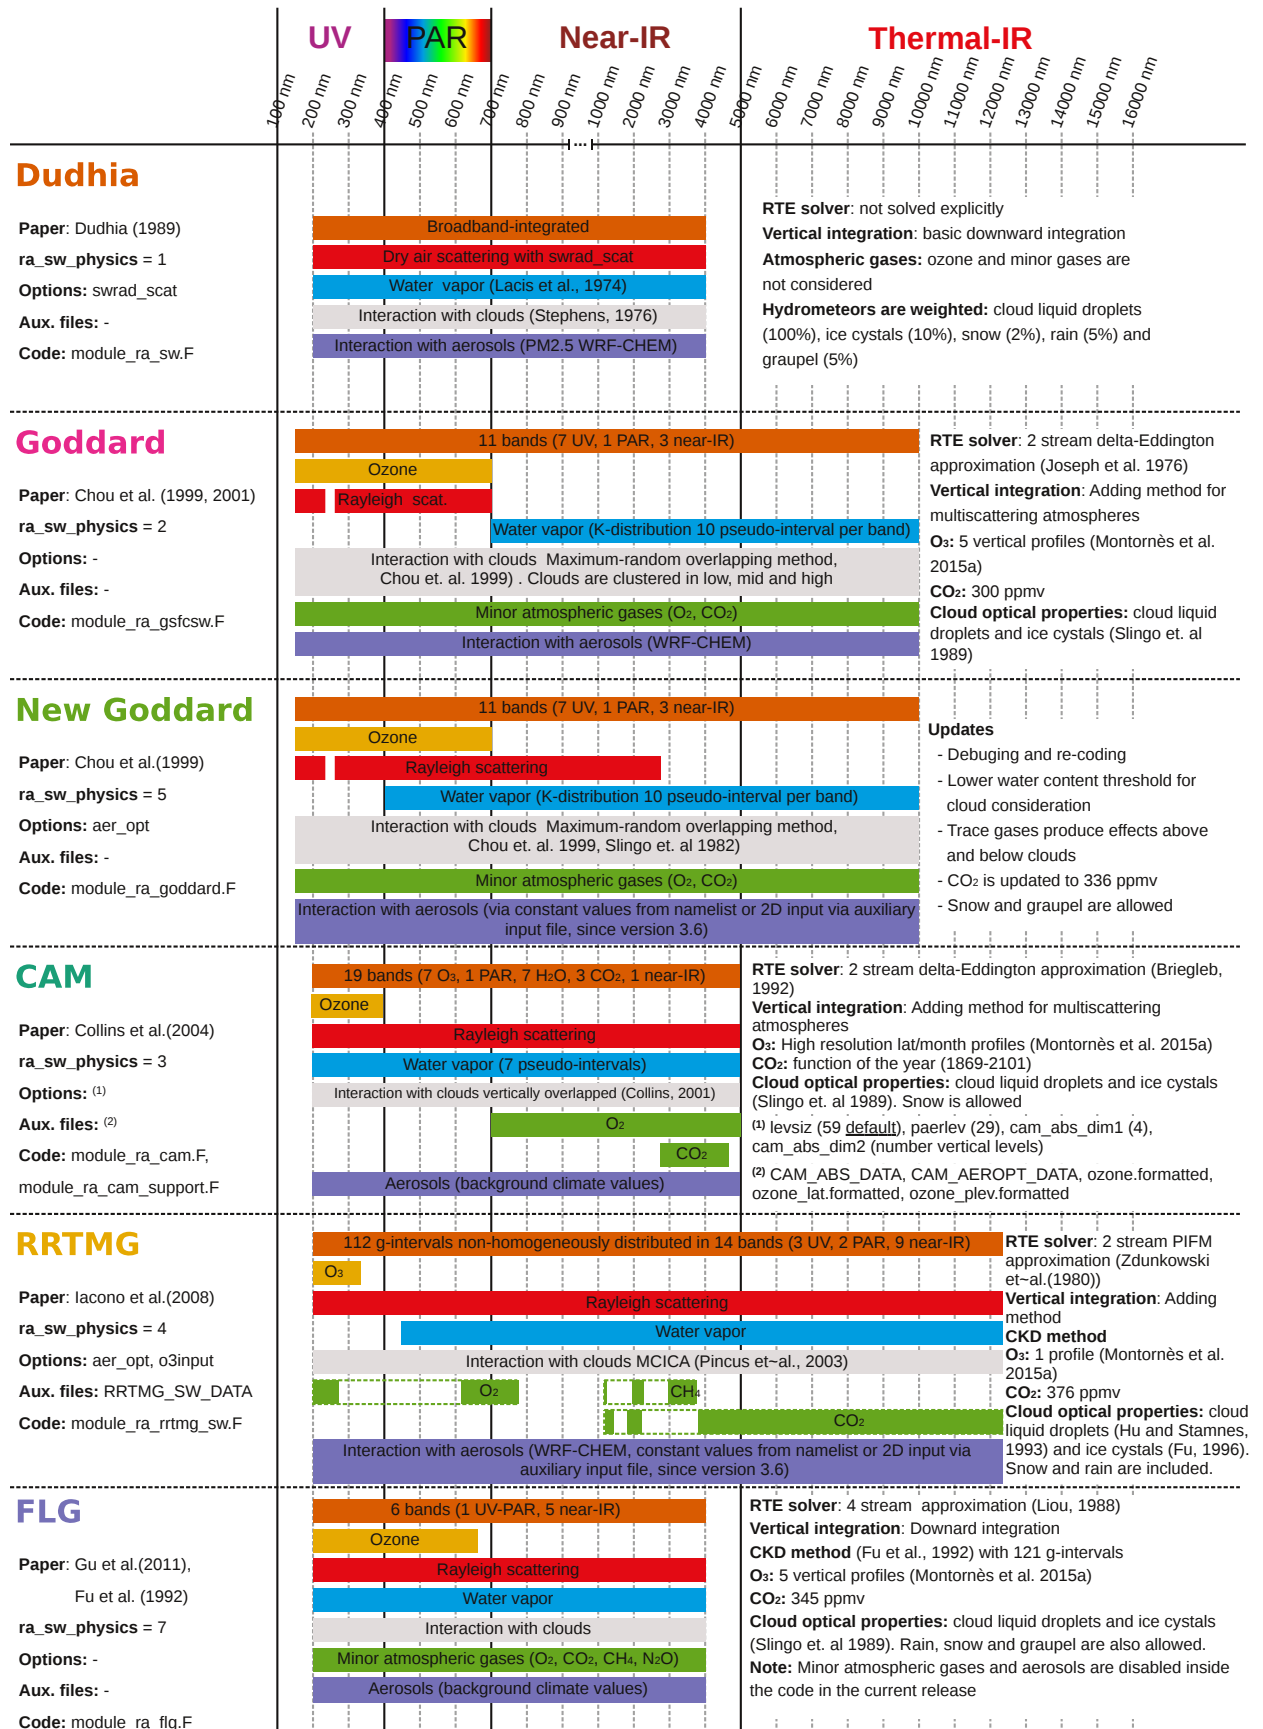 UV PAR Near-IR Thermal-IR
100 nm 200 nm 300 nm 400 nm 500 nm 600 nm 700 nm 800 nm 900 nm 1000 nm 2000 nm 3000 nm 4000 nm 5000 nm 6000 nm 7000 nm 8000 nm 9000 nm 10000 nm 11000 nm 12000 nm 13000 nm 14000 nm 15000 nm 16000 nm
...
Dudhia
Paper: Dudhia (1989)
ra_sw_physics = 1
Options: swrad_scat
Aux. files: -
Code: module_ra_sw.F
Broadband-integrated
Dry air scattering with swrad_scat
Water vapor (Lacis et al., 1974)
Interaction with clouds (Stephens, 1976)
Interaction with aerosols (PM2.5 WRF-CHEM)
RTE solver: not solved explicitly
Vertical integration: basic downward integration
Atmospheric gases: ozone and minor gases are
not considered
Hydrometeors are weighted: cloud liquid droplets
(100%), ice cystals (10%), snow (2%), rain (5%) and
graupel (5%)
Goddard
Paper: Chou et al. (1999, 2001)
ra_sw_physics = 2
Options: -
Aux. files: -
Code: module_ra_gsfcsw.F
11 bands (7 UV, 1 PAR, 3 near-IR)
Ozone
Rayleigh scat.
Water vapor (K-distribution 10 pseudo-interval per band)
Interaction with clouds Maximum-random overlapping method,
Chou et. al. 1999) . Clouds are clustered in low, mid and high
Minor atmospheric gases (O2, CO2)
Interaction with aerosols (WRF-CHEM)
RTE solver: 2 stream delta-Eddington
approximation (Joseph et al. 1976)
Vertical integration: Adding method for
multiscattering atmospheres
O3: 5 vertical profiles (Montornès et al.
2015a)
CO2: 300 ppmv
Cloud optical properties: cloud liquid
droplets and ice cystals (Slingo et. al
1989)
New Goddard
Paper: Chou et al.(1999)
ra_sw_physics = 5
Options: aer_opt
Aux. files: -
Code: module_ra_goddard.F
11 bands (7 UV, 1 PAR, 3 near-IR)
Ozone
Rayleigh scattering
Water vapor (K-distribution 10 pseudo-interval per band)
Interaction with clouds Maximum-random overlapping method,
Chou et. al. 1999, Slingo et. al 1982)
Minor atmospheric gases (O2, CO2)
Interaction with aerosols (via constant values from namelist or 2D input via auxiliary
input file, since version 3.6)
Updates
- Debuging and re-coding
- Lower water content threshold for
cloud consideration
- Trace gases produce effects above
and below clouds
- CO2 is updated to 336 ppmv
- Snow and graupel are allowed
CAM
Paper: Collins et al.(2004)
ra_sw_physics = 3
Options: (1)
Aux. files: (2)
Code: module_ra_cam.F,
module_ra_cam_support.F
19 bands (7 O3, 1 PAR, 7 H2O, 3 CO2, 1 near-IR)
Ozone
Rayleigh scattering
Water vapor (7 pseudo-intervals)
Interaction with clouds vertically overlapped (Collins, 2001)
O2
CO2
Aerosols (background climate values)
RTE solver: 2 stream delta-Eddington approximation (Briegleb,
1992)
Vertical integration: Adding method for multiscattering
atmospheres
O3: High resolution lat/month profiles (Montornès et al. 2015a)
CO2: function of the year (1869-2101)
Cloud optical properties: cloud liquid droplets and ice cystals
(Slingo et. al 1989). Snow is allowed
(1) levsiz (59 default), paerlev (29), cam_abs_dim1 (4),
cam_abs_dim2 (number vertical levels)
(2) CAM_ABS_DATA, CAM_AEROPT_DATA, ozone.formatted,
ozone_lat.formatted, ozone_plev.formatted
RRTMG
Paper: Iacono et al.(2008)
ra_sw_physics = 4
Options: aer_opt, o3input
Aux. files: RRTMG_SW_DATA
Code: module_ra_rrtmg_sw.F
112 g-intervals non-homogeneously distributed in 14 bands (3 UV, 2 PAR, 9 near-IR)
O3
Rayleigh scattering
Water vapor
Interaction with clouds MCICA (Pincus et~al., 2003)
O2 CH4
CO2
Interaction with aerosols (WRF-CHEM, constant values from namelist or 2D input via
auxiliary input file, since version 3.6)
RTE solver: 2 stream PIFM
approximation (Zdunkowski
et~al.(1980))
Vertical integration: Adding
method
CKD method
O3: 1 profile (Montornès et al.
2015a)
CO2: 376 ppmv
Cloud optical properties: cloud
liquid droplets (Hu and Stamnes,
1993) and ice cystals (Fu, 1996).
Snow and rain are included.
FLG
Paper: Gu et al.(2011),
Fu et al. (1992)
ra_sw_physics = 7
Options: -
Aux. files: -
Code: module_ra_flg.F
6 bands (1 UV-PAR, 5 near-IR)
Ozone
Rayleigh scattering
Water vapor
Interaction with clouds
Minor atmospheric gases (O2, CO2, CH4, N2O)
Aerosols (background climate values)
RTE solver: 4 stream approximation (Liou, 1988)
Vertical integration: Downard integration
CKD method (Fu et al., 1992) with 121 g-intervals
O3: 5 vertical profiles (Montornès et al. 2015a)
CO2: 345 ppmv
Cloud optical properties: cloud liquid droplets and ice cystals
(Slingo et. al 1989). Rain, snow and graupel are also allowed.
Note: Minor atmospheric gases and aerosols are disabled inside
the code in the current release